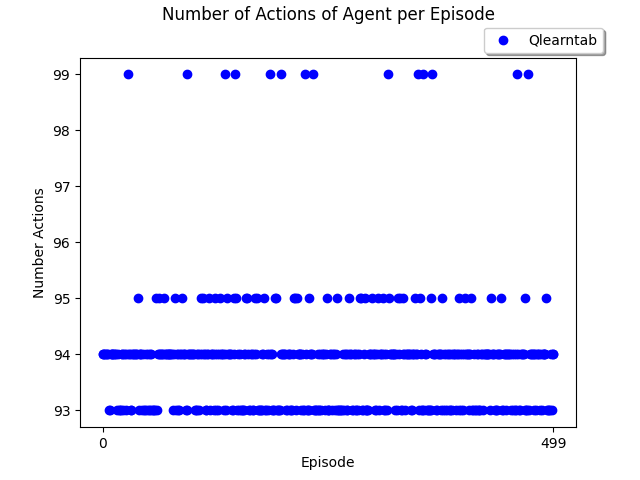 Number of Actions of Agent per Episode
Qlearntab
99
98
97
96
95
94
93
Number Actions
0
499
Episode